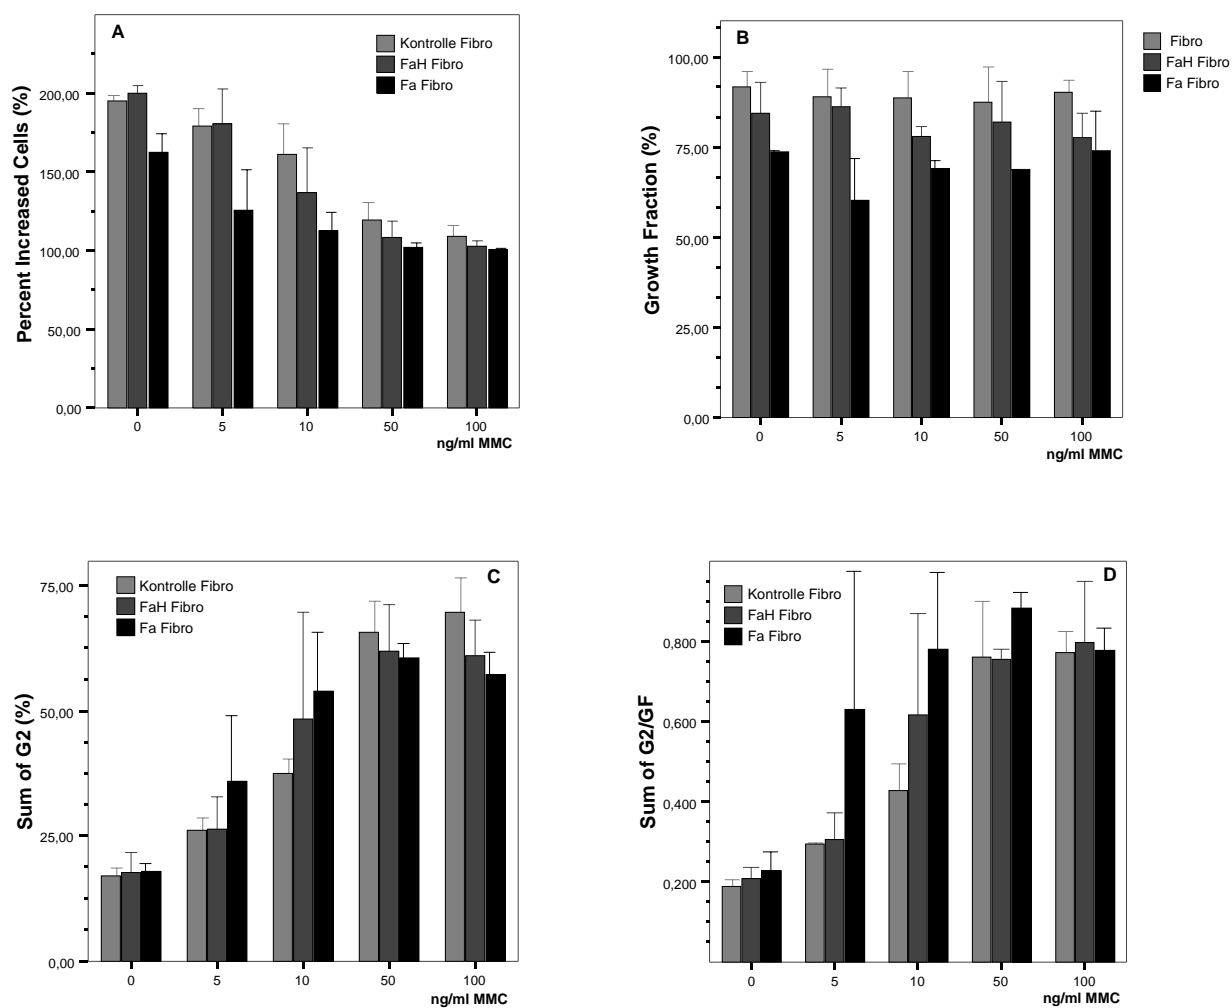 A
Kontrolle Fibro
FaH Fibro
Fa Fibro
Percent Increased Cells (%)
200,00
150,00
100,00
50,00
0,00
0 5 10 50 100
ng/ml MMC
B
Fibro
FaH Fibro
Fa Fibro
Growth Fraction (%)
100,00
75,00
50,00
25,00
0,00
0 5 10 50 100
ng/ml MMC
C
Kontrolle Fibro
FaH Fibro
Fa Fibro
Sum of G2 (%)
75,00
50,00
25,00
0,00
0 5 10 50 100
ng/ml MMC
D
Kontrolle Fibro
FaH Fibro
Fa Fibro
Sum of G2/GF
0,800
0,600
0,400
0,200
0 5 10 50 100
ng/ml MMC